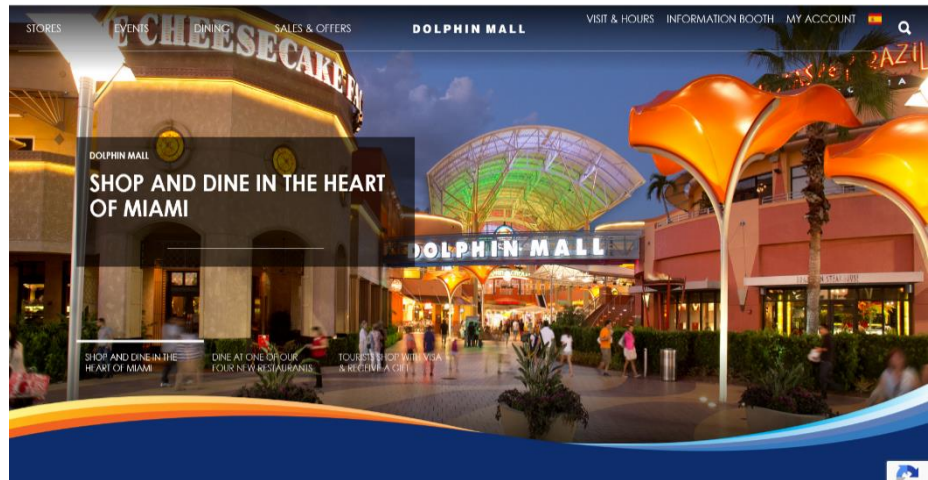 STORES
EVENTS
DINING
SALES & OFFERS
DOLPHIN MALL
VISIT & HOURS
INFORMATION BOOTH
MY ACCOUNT
CHEESECAKE
DOLPHIN MALL
SHOP AND DINE IN THE HEART
OF MIAMI
DOLPHIN MALL
SHOP AND DINE IN THE
HEART OF MIAMI
DINE AT ONE OF OUR
FOUR NEW RESTAURANTS
TOURISTS SHOP WITH VISA
& RECEIVE A GIFT